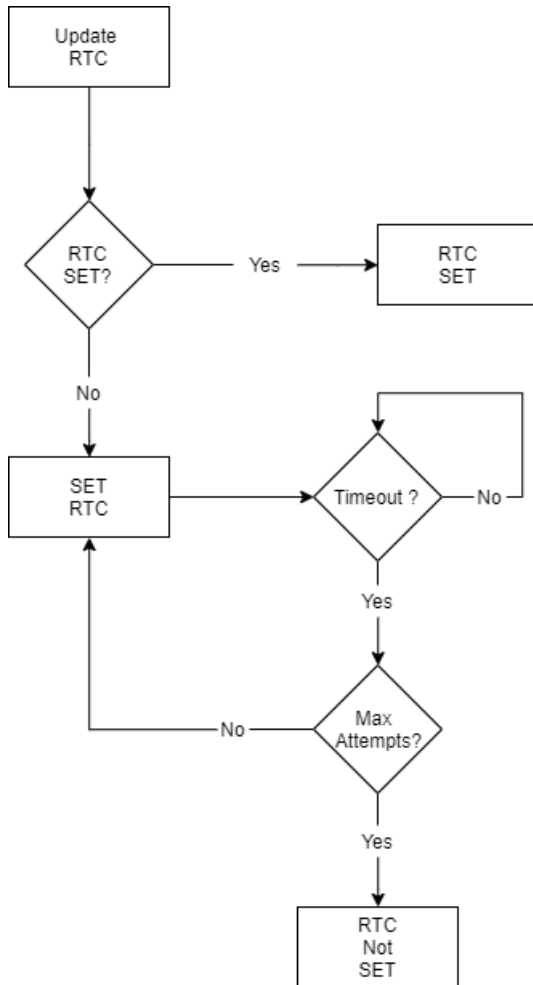 Update
RTC
RTC
SET?
Yes
RTC
SET
No
SET
RTC
Timeout ?
No
Yes
Max
Attempts?
No
Yes
RTC
Not
SET